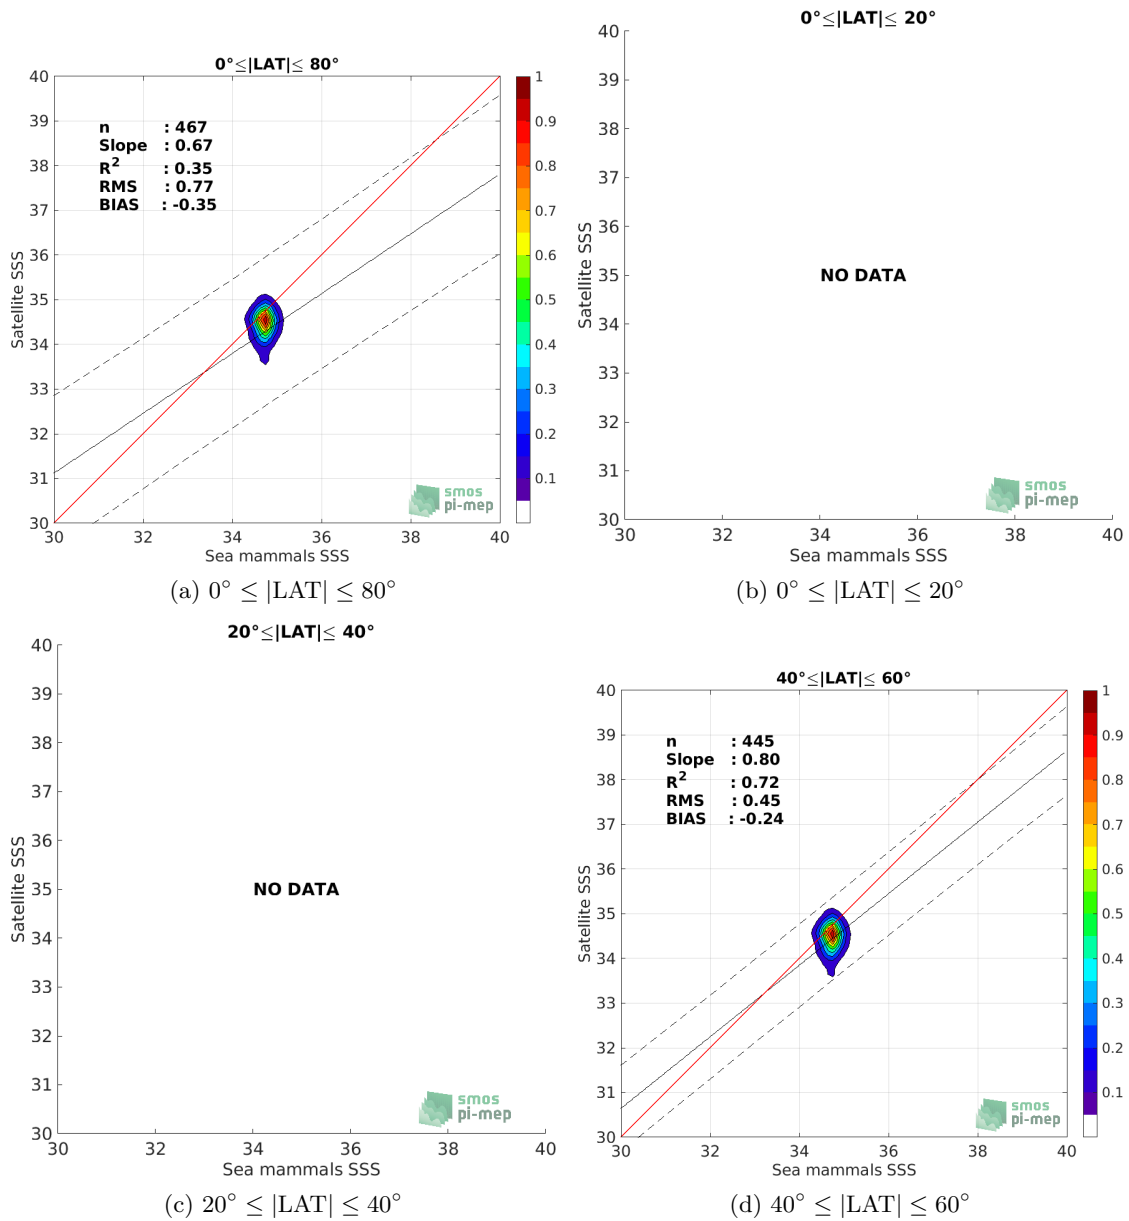 0°≤|LAT|≤ 80°
40
39
38
37
36
35
34
33
32
31
30
Satellite SSS
n : 467
Slope : 0.67
R² : 0.35
RMS : 0.77
BIAS : -0.35
1
0.9
0.8
0.7
0.6
0.5
0.4
0.3
0.2
0.1
smos
pi-mep
30 32 34 36 38 40
Sea mammals SSS
(a) 0° ≤ |LAT| ≤ 80°
0°≤|LAT|≤ 20°
40
39
38
37
36
35
34
33
32
31
30
Satellite SSS
NO DATA
smos
pi-mep
30 32 34 36 38 40
Sea mammals SSS
(b) 0° ≤ |LAT| ≤ 20°
20°≤|LAT|≤ 40°
40
39
38
37
36
35
34
33
32
31
30
Satellite SSS
NO DATA
smos
pi-mep
30 32 34 36 38 40
Sea mammals SSS
(c) 20° ≤ |LAT| ≤ 40°
40°≤|LAT|≤ 60°
40
39
38
37
36
35
34
33
32
31
30
Satellite SSS
n : 445
Slope : 0.80
R² : 0.72
RMS : 0.45
BIAS : -0.24
1
0.9
0.8
0.7
0.6
0.5
0.4
0.3
0.2
0.1
smos
pi-mep
30 32 34 36 38 40
Sea mammals SSS
(d) 40° ≤ |LAT| ≤ 60°